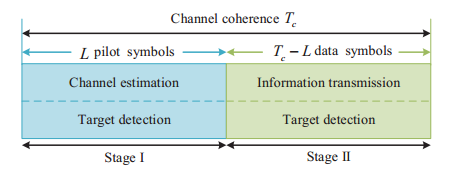 Channel coherence T_c
L pilot symbols
T_c − L data symbols
Channel estimation
Information transmission
Target detection
Target detection
Stage I
Stage II